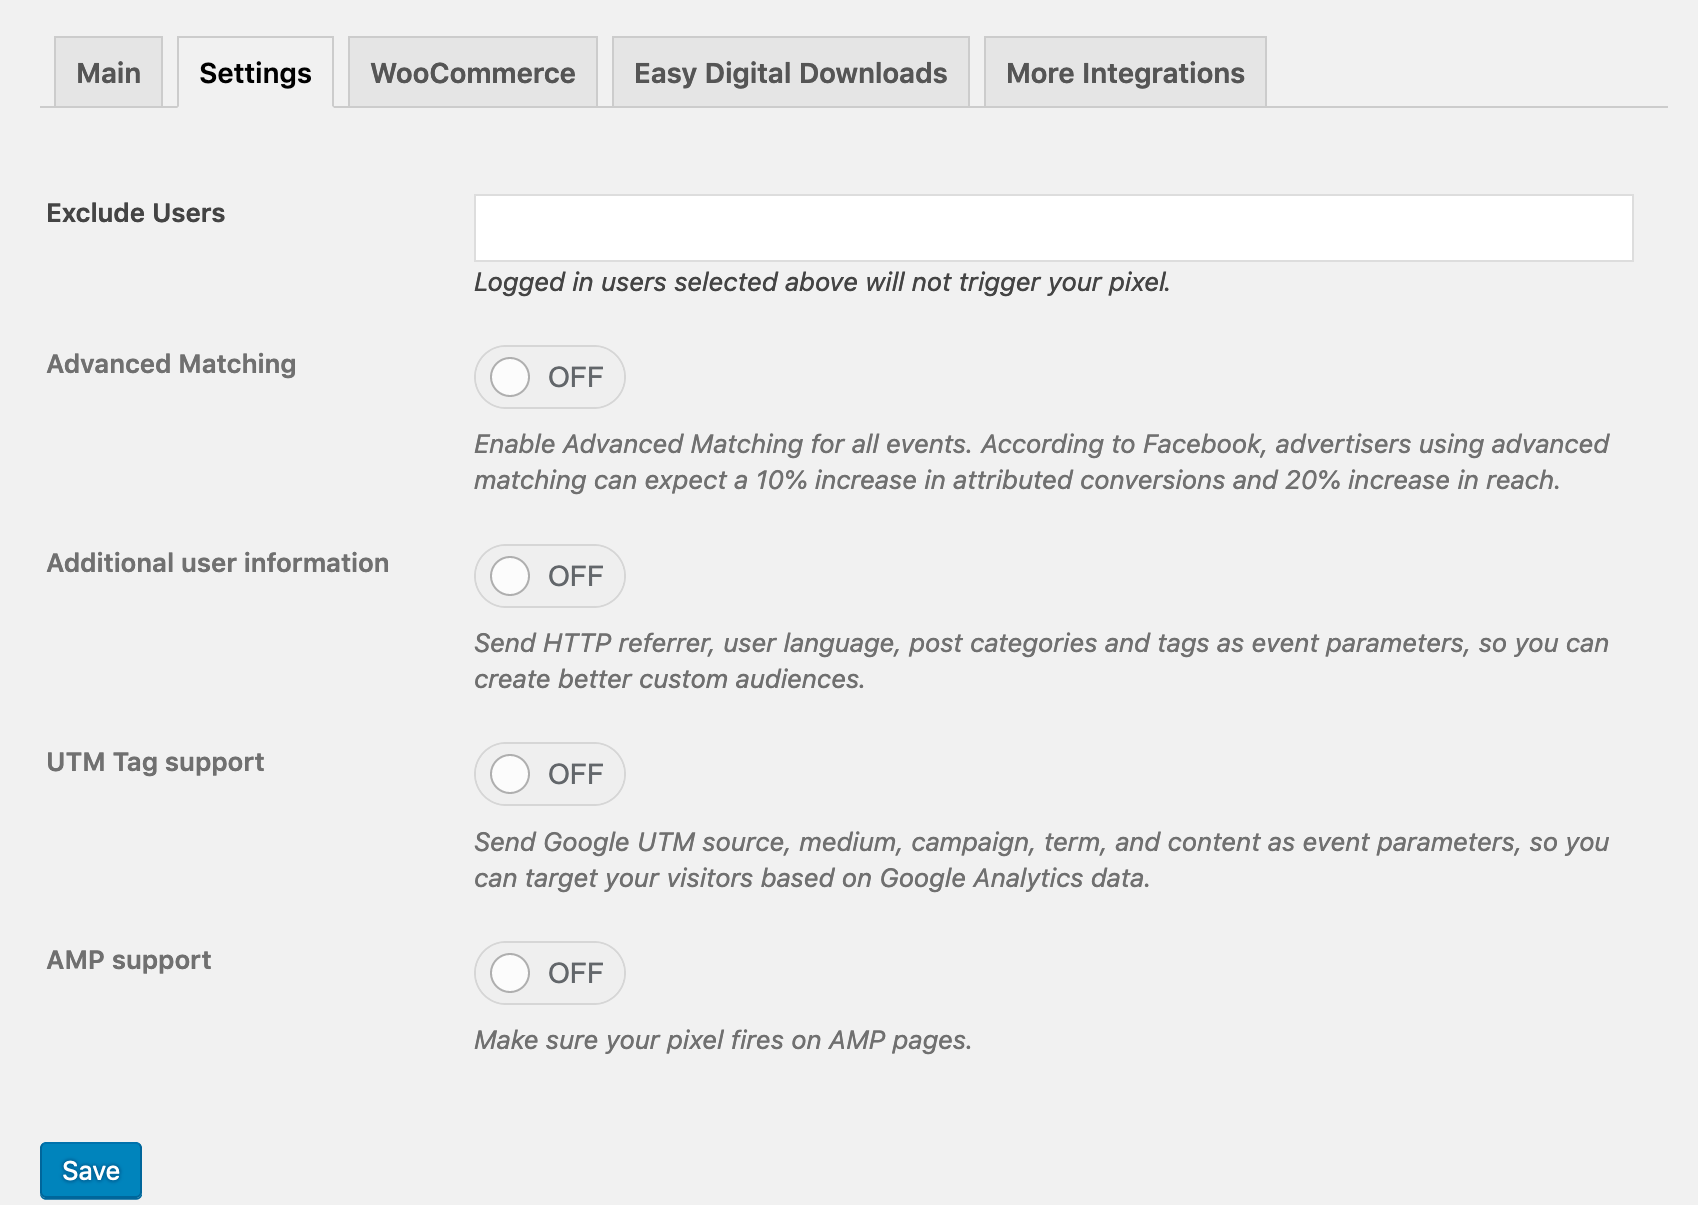 Main
Settings
WooCommerce
Easy Digital Downloads
More Integrations
Exclude Users
Logged in users selected above will not trigger your pixel.
Advanced Matching
OFF
Enable Advanced Matching for all events. According to Facebook, advertisers using advanced
matching can expect a 10% increase in attributed conversions and 20% increase in reach.
Additional user information
OFF
Send HTTP referrer, user language, post categories and tags as event parameters, so you can
create better custom audiences.
UTM Tag support
OFF
Send Google UTM source, medium, campaign, term, and content as event parameters, so you
can target your visitors based on Google Analytics data.
AMP support
OFF
Make sure your pixel fires on AMP pages.
Save